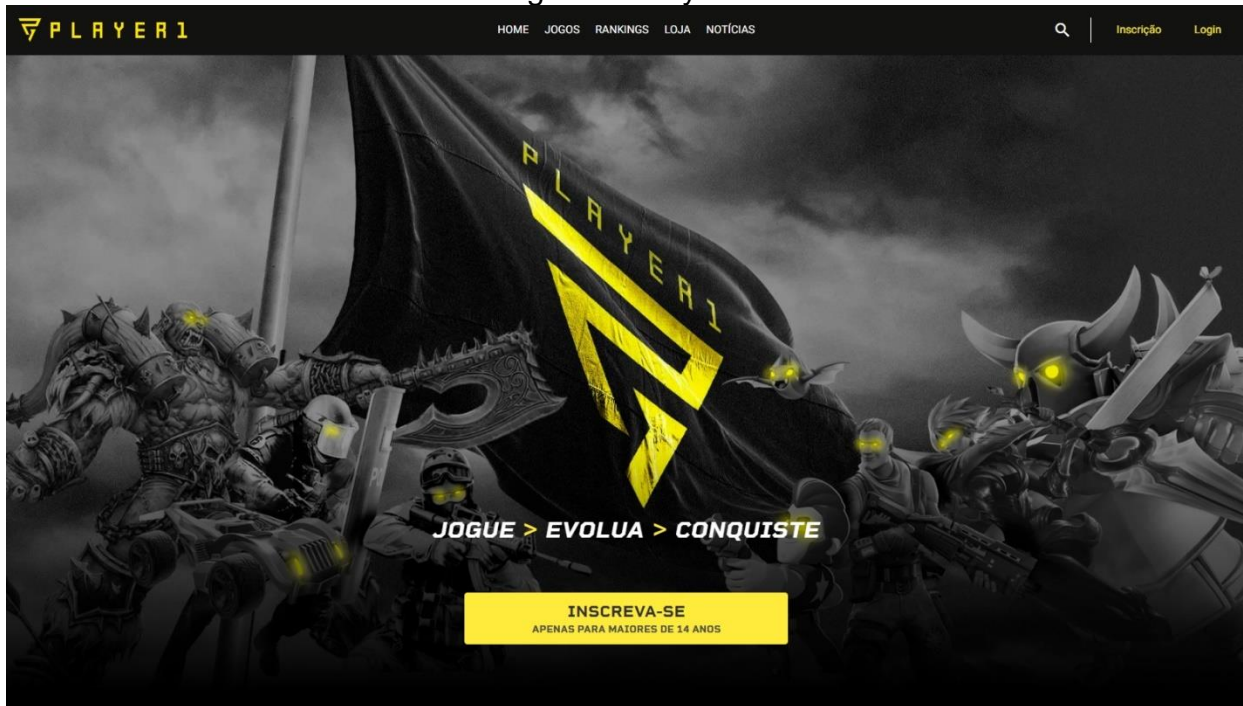 PLAYER1
HOME JOGOS RANKINGS LOJA NOTÍCIAS
Inscrição Login
PLAYER1
JOGUE > EVOLUA > CONQUISTE
INSCREVA-SE
APENAS PARA MAIORES DE 14 ANOS